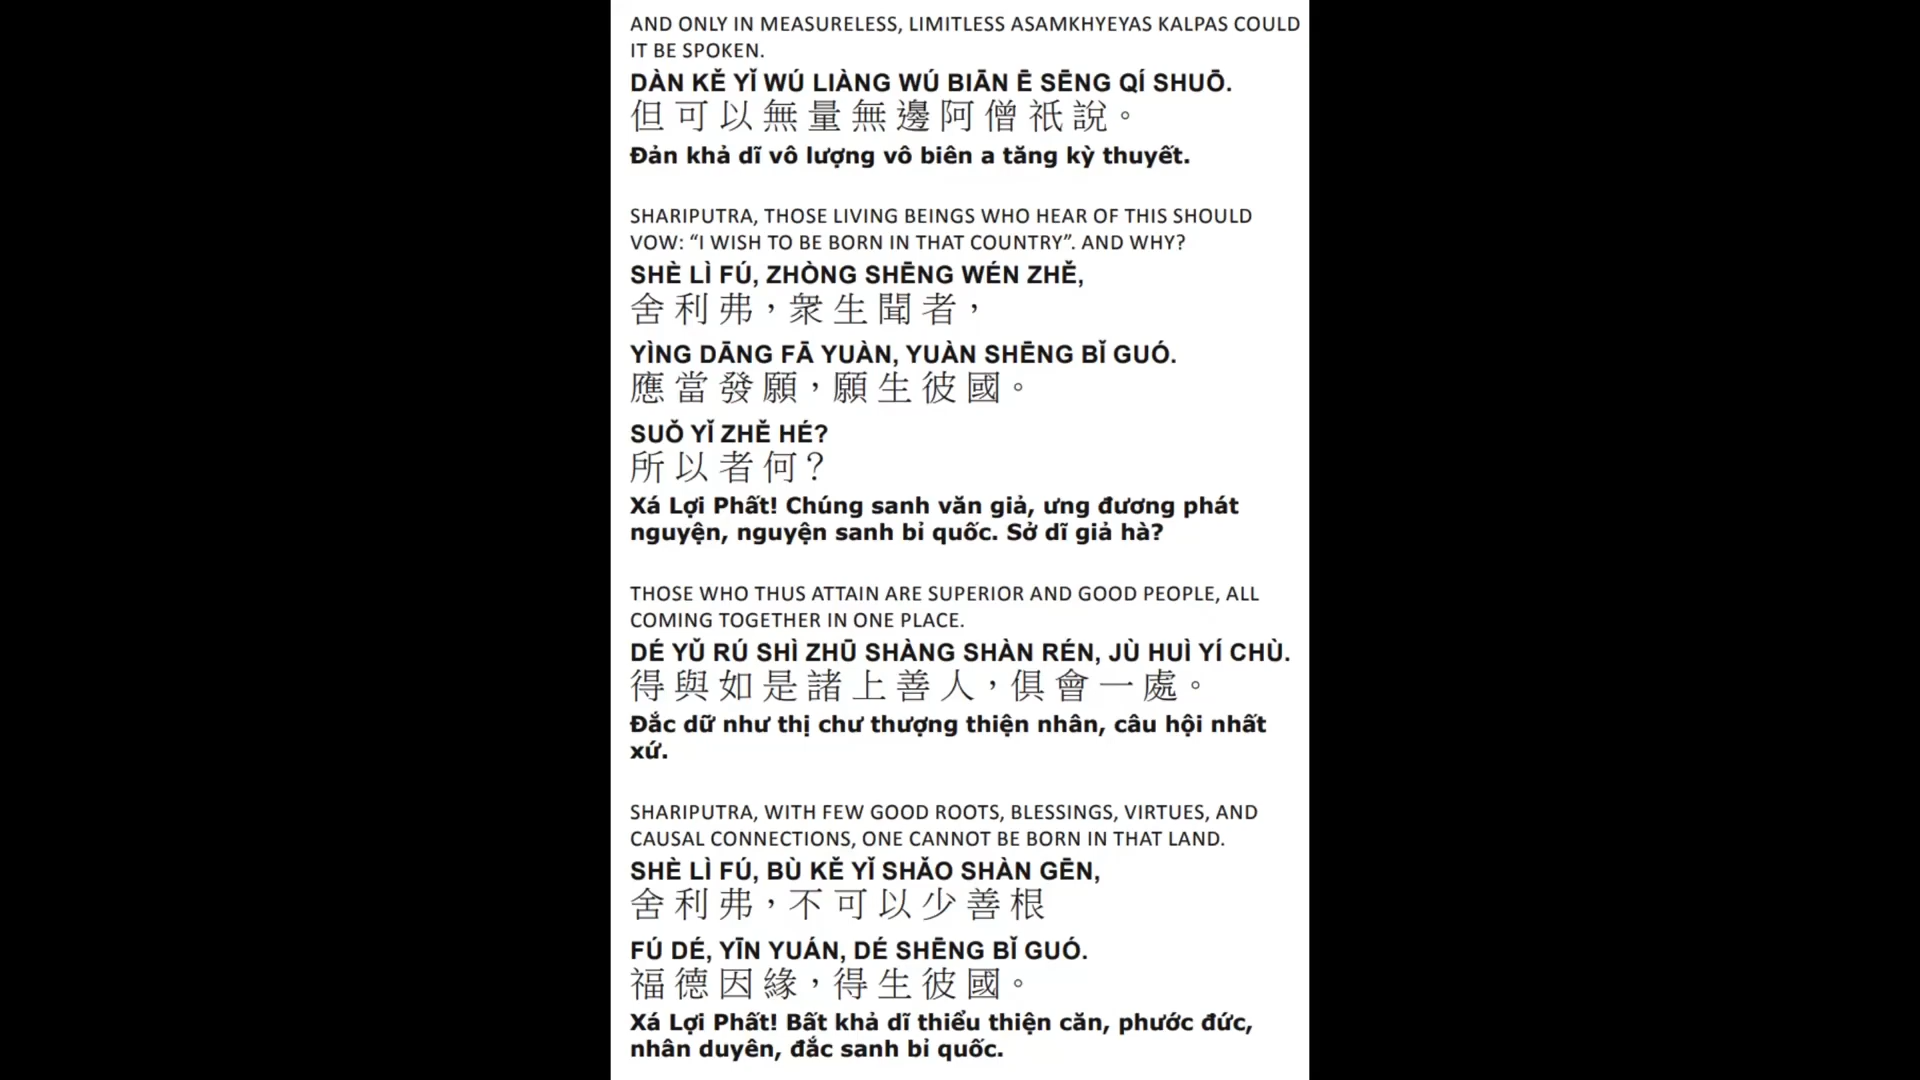 AND ONLY IN MEASURELESS, LIMITLESS ASAMKHYEYAS KALPAS COULD
IT BE SPOKEN.
DÀN KĚ YǏ WÚ LIÀNG WÚ BIĀN Ē SĒNG QÍ SHUŌ.
但可以無量無邊阿僧祇說。
Đản khả dĩ vô lượng vô biên a tăng kỳ thuyết.
SHARIPUTRA, THOSE LIVING BEINGS WHO HEAR OF THIS SHOULD
VOW: “I WISH TO BE BORN IN THAT COUNTRY”. AND WHY?
SHÈ LÌ FÚ, ZHÒNG SHĒNG WÉN ZHĚ,
舍利弗，衆生聞者，
YÌNG DĀNG FĀ YUÀN, YUÀN SHĒNG BǏ GUÓ.
應當發願，願生彼國。
SUǑ YǏ ZHĚ HÉ?
所以者何？
Xá Lợi Phất! Chúng sanh văn giả, ưng đương phát
nguyện, nguyện sanh bỉ quốc. Sở dĩ giả hà?
THOSE WHO THUS ATTAIN ARE SUPERIOR AND GOOD PEOPLE, ALL
COMING TOGETHER IN ONE PLACE.
DÉ YǓ RÚ SHÌ ZHŪ SHÀNG SHÀN RÉN, JÙ HUÌ YÍ CHÙ.
得與如是諸上善人，俱會一處。
Đắc dữ như thị chư thượng thiện nhân, câu hội nhất
xứ.
SHARIPUTRA, WITH FEW GOOD ROOTS, BLESSINGS, VIRTUES, AND
CAUSAL CONNECTIONS, ONE CANNOT BE BORN IN THAT LAND.
SHÈ LÌ FÚ, BÙ KĚ YǏ SHǍO SHÀN GĒN,
舍利弗，不可以少善根
FÚ DÉ, YĪN YUÁN, DÉ SHĒNG BǏ GUÓ.
福德因緣，得生彼國。
Xá Lợi Phất! Bất khả dĩ thiểu thiện căn, phước đức,
nhân duyên, đắc sanh bỉ quốc.